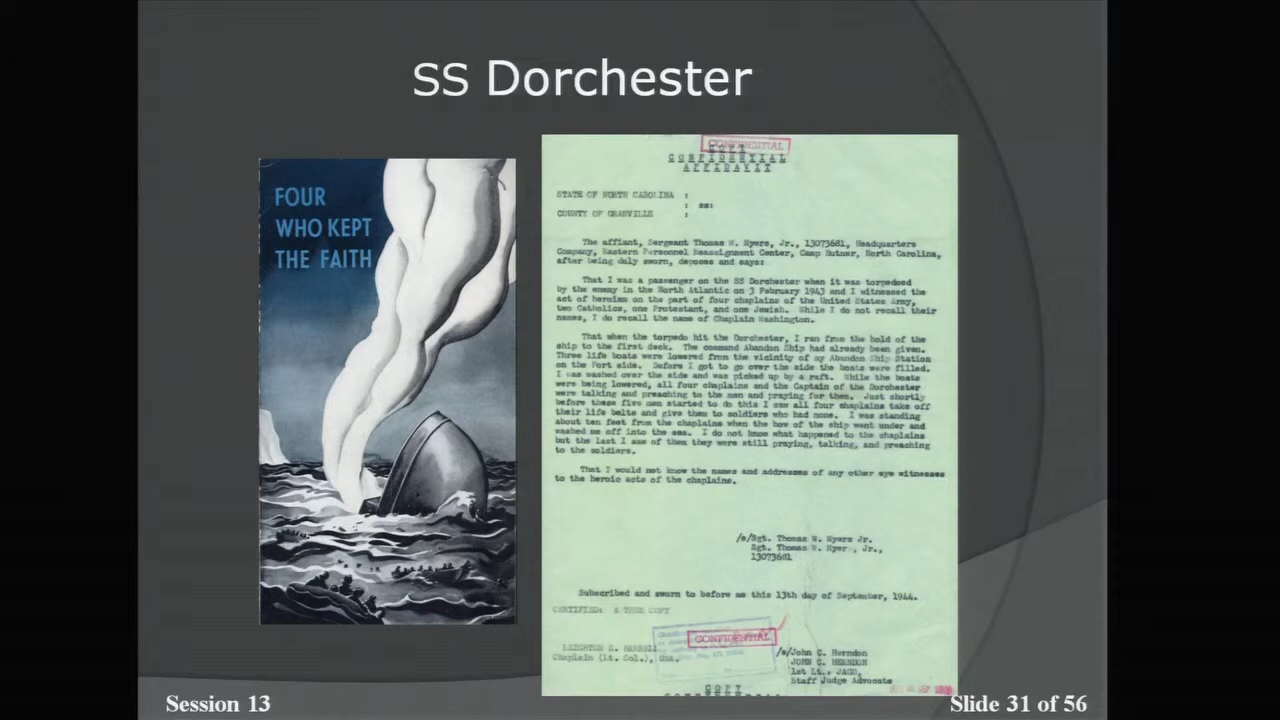 SS Dorchester
FOUR
WHO KEPT
THE FAITH
CONFIDENTIAL
COPY
CONFIDENTIAL
AFFIDAVIT
STATE OF NORTH CAROLINA :
: ss:
COUNTY OF GRANVILLE :
The affiant, Sergeant Thomas W. Myers, Jr., 13073681, Headquarters
Company, Eastern Personnel Reassignment Center, Camp Butner, North Carolina,
after being duly sworn, deposes and says:
That I was a passenger on the SS Dorchester when it was torpedoed
by the enemy in the North Atlantic on 3 February 1943 and I witnessed the
act of heroism on the part of four chaplains of the United States Army,
two Catholics, one Protestant, and one Jewish. While I do not recall their
names, I do recall the name of Chaplain Washington.
That when the torpedo hit the Dorchester, I ran from the hold of the
ship to the first deck. The command Abandon Ship had already been given.
Three life boats were lowered from the vicinity of my Abandon Ship Station
on the Port side. Before I got to go over the side the boats were filled.
I was washed over the side and was picked up by a raft. While the boats
were being lowered, all four chaplains and the Captain of the Dorchester
were talking and preaching to the men and praying for them. Just shortly
before these five men started to do this I saw all four chaplains take off
their life belts and give them to soldiers who had none. I was standing
about ten feet from the chaplains when the bow of the ship went under and
washed me off into the sea. I do not know what happened to the chaplains
but the last I saw of them they were still praying, talking, and preaching
to the soldiers.
That I would not know the names and addresses of any other eye witnesses
to the heroic acts of the chaplains.
/s/Sgt. Thomas W. Myers Jr.
Sgt. Thomas W. Myers, Jr.,
13073681
Subscribed and sworn to before me this 13th day of September, 1944.
CERTIFIED: A TRUE COPY
CONFIDENTIAL
/s/John C. Herndon
JOHN C. HERNDON
1st Lt., JAGD,
Staff Judge Advocate
Chaplain (Lt. Col.), USA.
COPY
Session 13
Slide 31 of 56